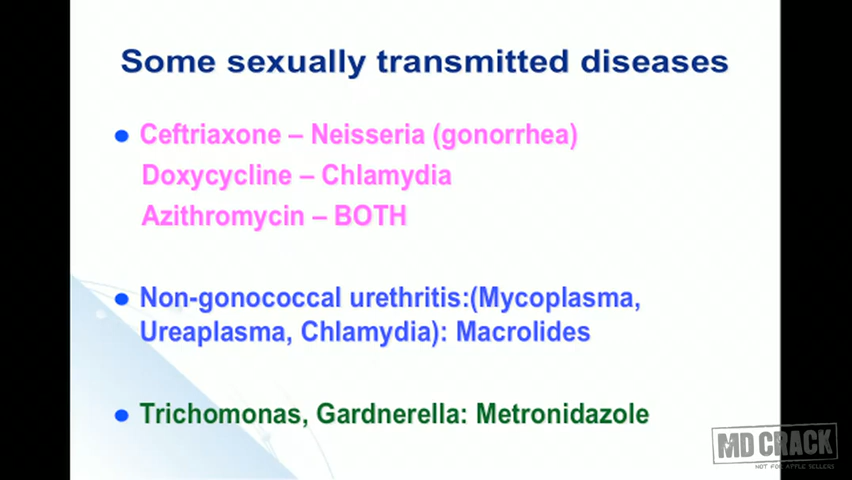 Some sexually transmitted diseases
Ceftriaxone – Neisseria (gonorrhea)
Doxycycline – Chlamydia
Azithromycin – BOTH
Non-gonococcal urethritis:(Mycoplasma,
Ureaplasma, Chlamydia): Macrolides
Trichomonas, Gardnerella: Metronidazole
MD CRACK
NOT FOR APPLE SELLERS